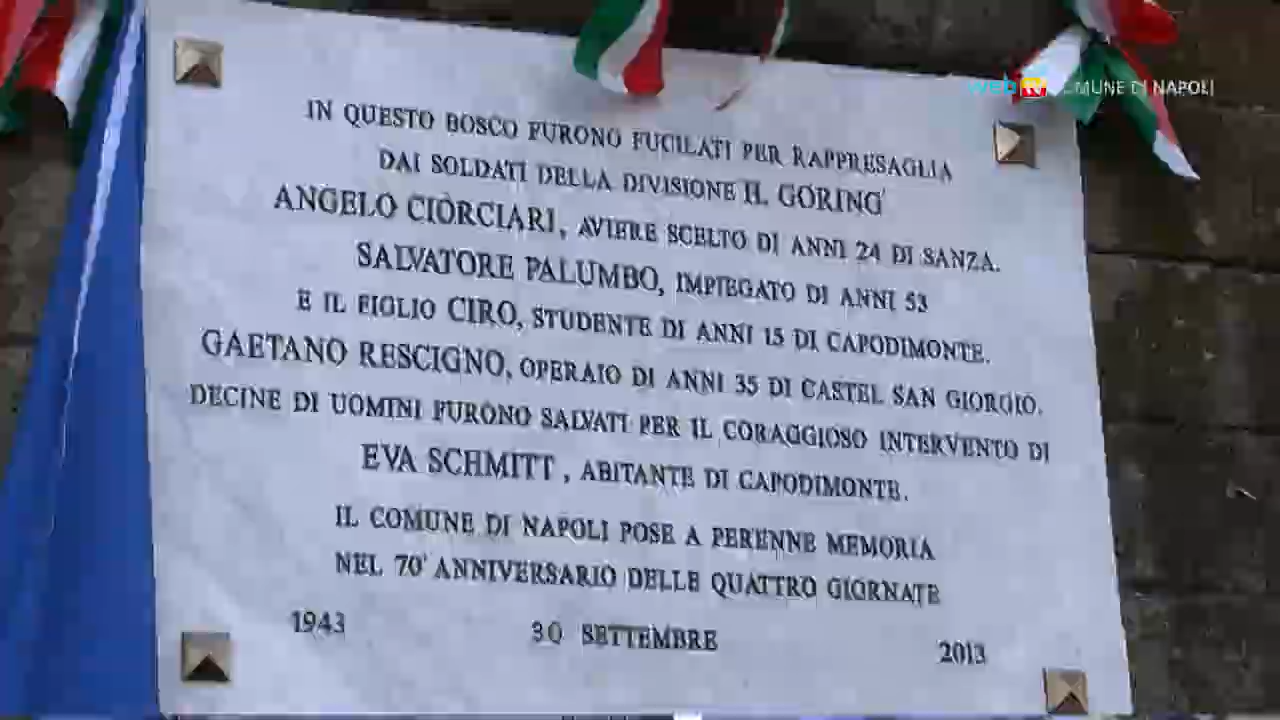 web tv COMUNE DI NAPOLI
IN QUESTO BOSCO FURONO FUCILATI PER RAPPRESAGLIA
DAI SOLDATI DELLA DIVISIONE H. GORING
ANGELO CIORCIARI, AVIERE SCELTO DI ANNI 24 DI SANZA.
SALVATORE PALUMBO, IMPIEGATO DI ANNI 53
E IL FIGLIO CIRO, STUDENTE DI ANNI 15 DI CAPODIMONTE.
GAETANO RESCIGNO, OPERAIO DI ANNI 35 DI CASTEL SAN GIORGIO.
DECINE DI UOMINI FURONO SALVATI PER IL CORAGGIOSO INTERVENTO DI
EVA SCHMITT, ABITANTE DI CAPODIMONTE.
IL COMUNE DI NAPOLI POSE A PERENNE MEMORIA
NEL 70° ANNIVERSARIO DELLE QUATTRO GIORNATE
1943 30 SETTEMBRE 2013